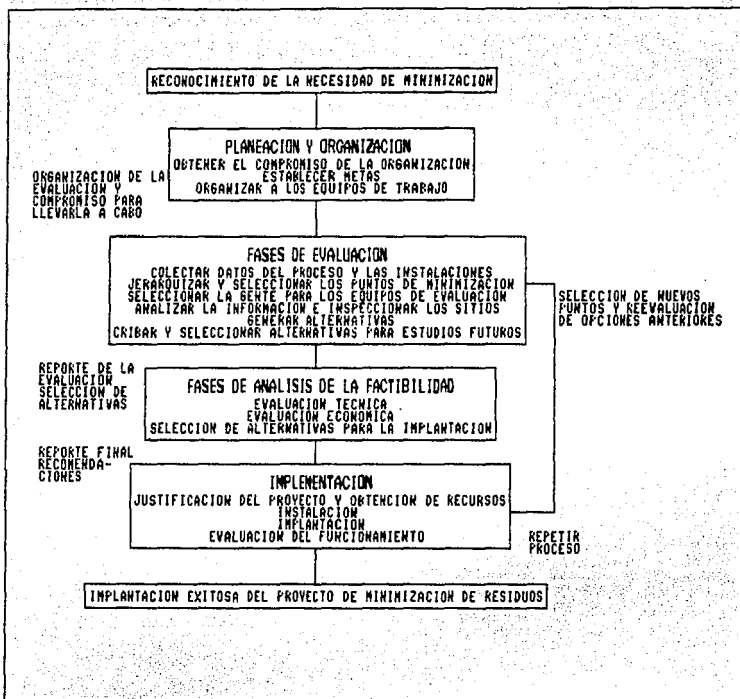 RECONOCIMIENTO DE LA NECESIDAD DE MINIMIZACION
PLANEACION Y ORGANIZACION
OBTENER EL COMPROMISO DE LA ORGANIZACION
ESTABLECER METAS
ORGANIZAR A LOS EQUIPOS DE TRABAJO
ORGANIZACION DE LA
EVALUACION Y
COMPROMISO PARA
LLEVARLA A CABO
FASES DE EVALUACION
COLECTAR DATOS DEL PROCESO Y LAS INSTALACIONES
JERARQUIZAR Y SELECCIONAR LOS PUNTOS DE MINIMIZACION
SELECCIONAR LA GENTE PARA LOS EQUIPOS DE EVALUACION
ANALIZAR LA INFORMACION E INSPECCIONAR LOS SITIOS
GENERAR ALTERNATIVAS
CRIBAR Y SELECCIONAR ALTERNATIVAS PARA ESTUDIOS FUTUROS
SELECCION DE NUEVOS
PUNTOS Y REEVALUACION
DE OPCIONES ANTERIORES
REPORTE DE LA
EVALUACION
SELECCION DE
ALTERNATIVAS
FASES DE ANALISIS DE LA FACTIBILIDAD
EVALUACION TECNICA
EVALUACION ECONOMICA
SELECCION DE ALTERNATIVAS PARA LA IMPLANTACION
REPORTE FINAL
RECOMENDA-
CIONES
IMPLEMENTACION
JUSTIFICACION DEL PROYECTO Y OBTENCION DE RECURSOS
INSTALACION
IMPLANTACION
EVALUACION DEL FUNCIONAMIENTO
REPETIR
PROCESO
IMPLANTACION EXITOSA DEL PROYECTO DE MINIMIZACION DE RESIDUOS